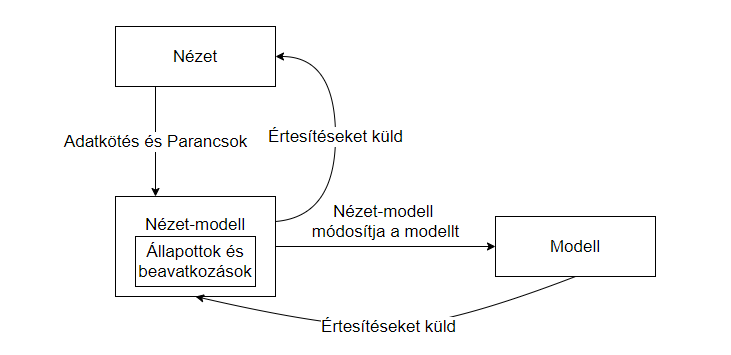 Nézet
Adatkötés és Parancsok
Értesítéseket küld
Nézet-modell
Állapottok és
beavatkozások
Nézet-modell
módosítja a modellt
Modell
Értesítéseket küld